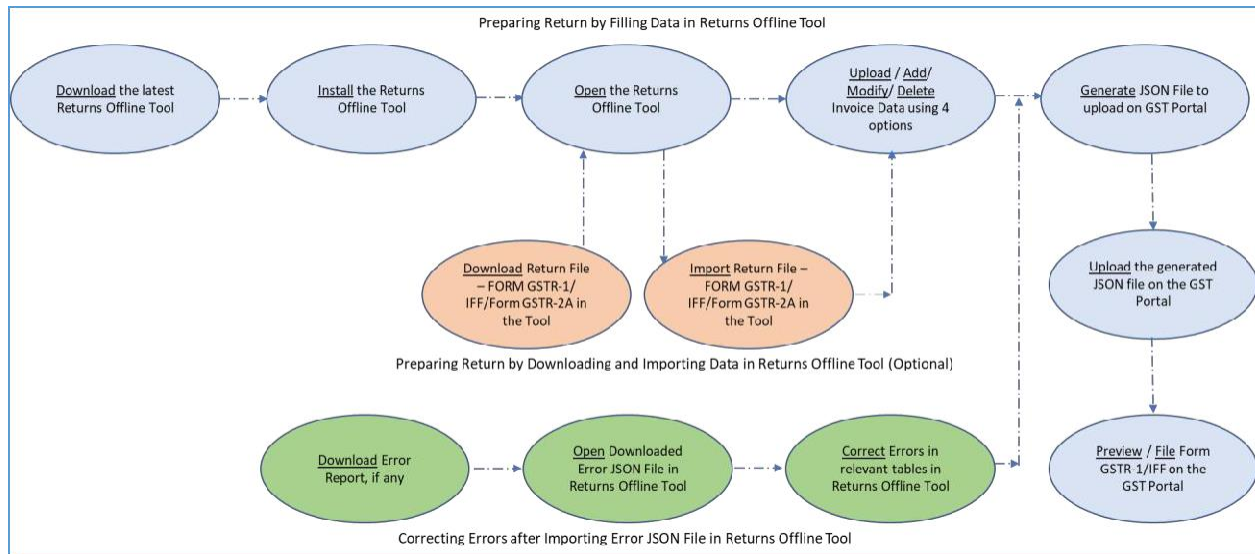 Preparing Return by Filling Data in Returns Offline Tool
Download the latest
Returns Offline Tool
Install the Returns
Offline Tool
Open the Returns
Offline Tool
Upload / Add/
Modify/ Delete
Invoice Data using 4
options
Generate JSON File to
upload on GST Portal
Download Return File
– FORM GSTR-1/
IFF/Form GSTR-2A in
the Tool
Import Return File –
FORM GSTR-1/
IFF/Form GSTR-2A in
the Tool
Upload the generated
JSON file on the GST
Portal
Preparing Return by Downloading and Importing Data in Returns Offline Tool (Optional)
Download Error
Report, if any
Open Downloaded
Error JSON File in
Returns Offline Tool
Correct Errors in
relevant tables in
Returns Offline Tool
Preview / File Form
GSTR-1/IFF on the
GST Portal
Correcting Errors after Importing Error JSON File in Returns Offline Tool